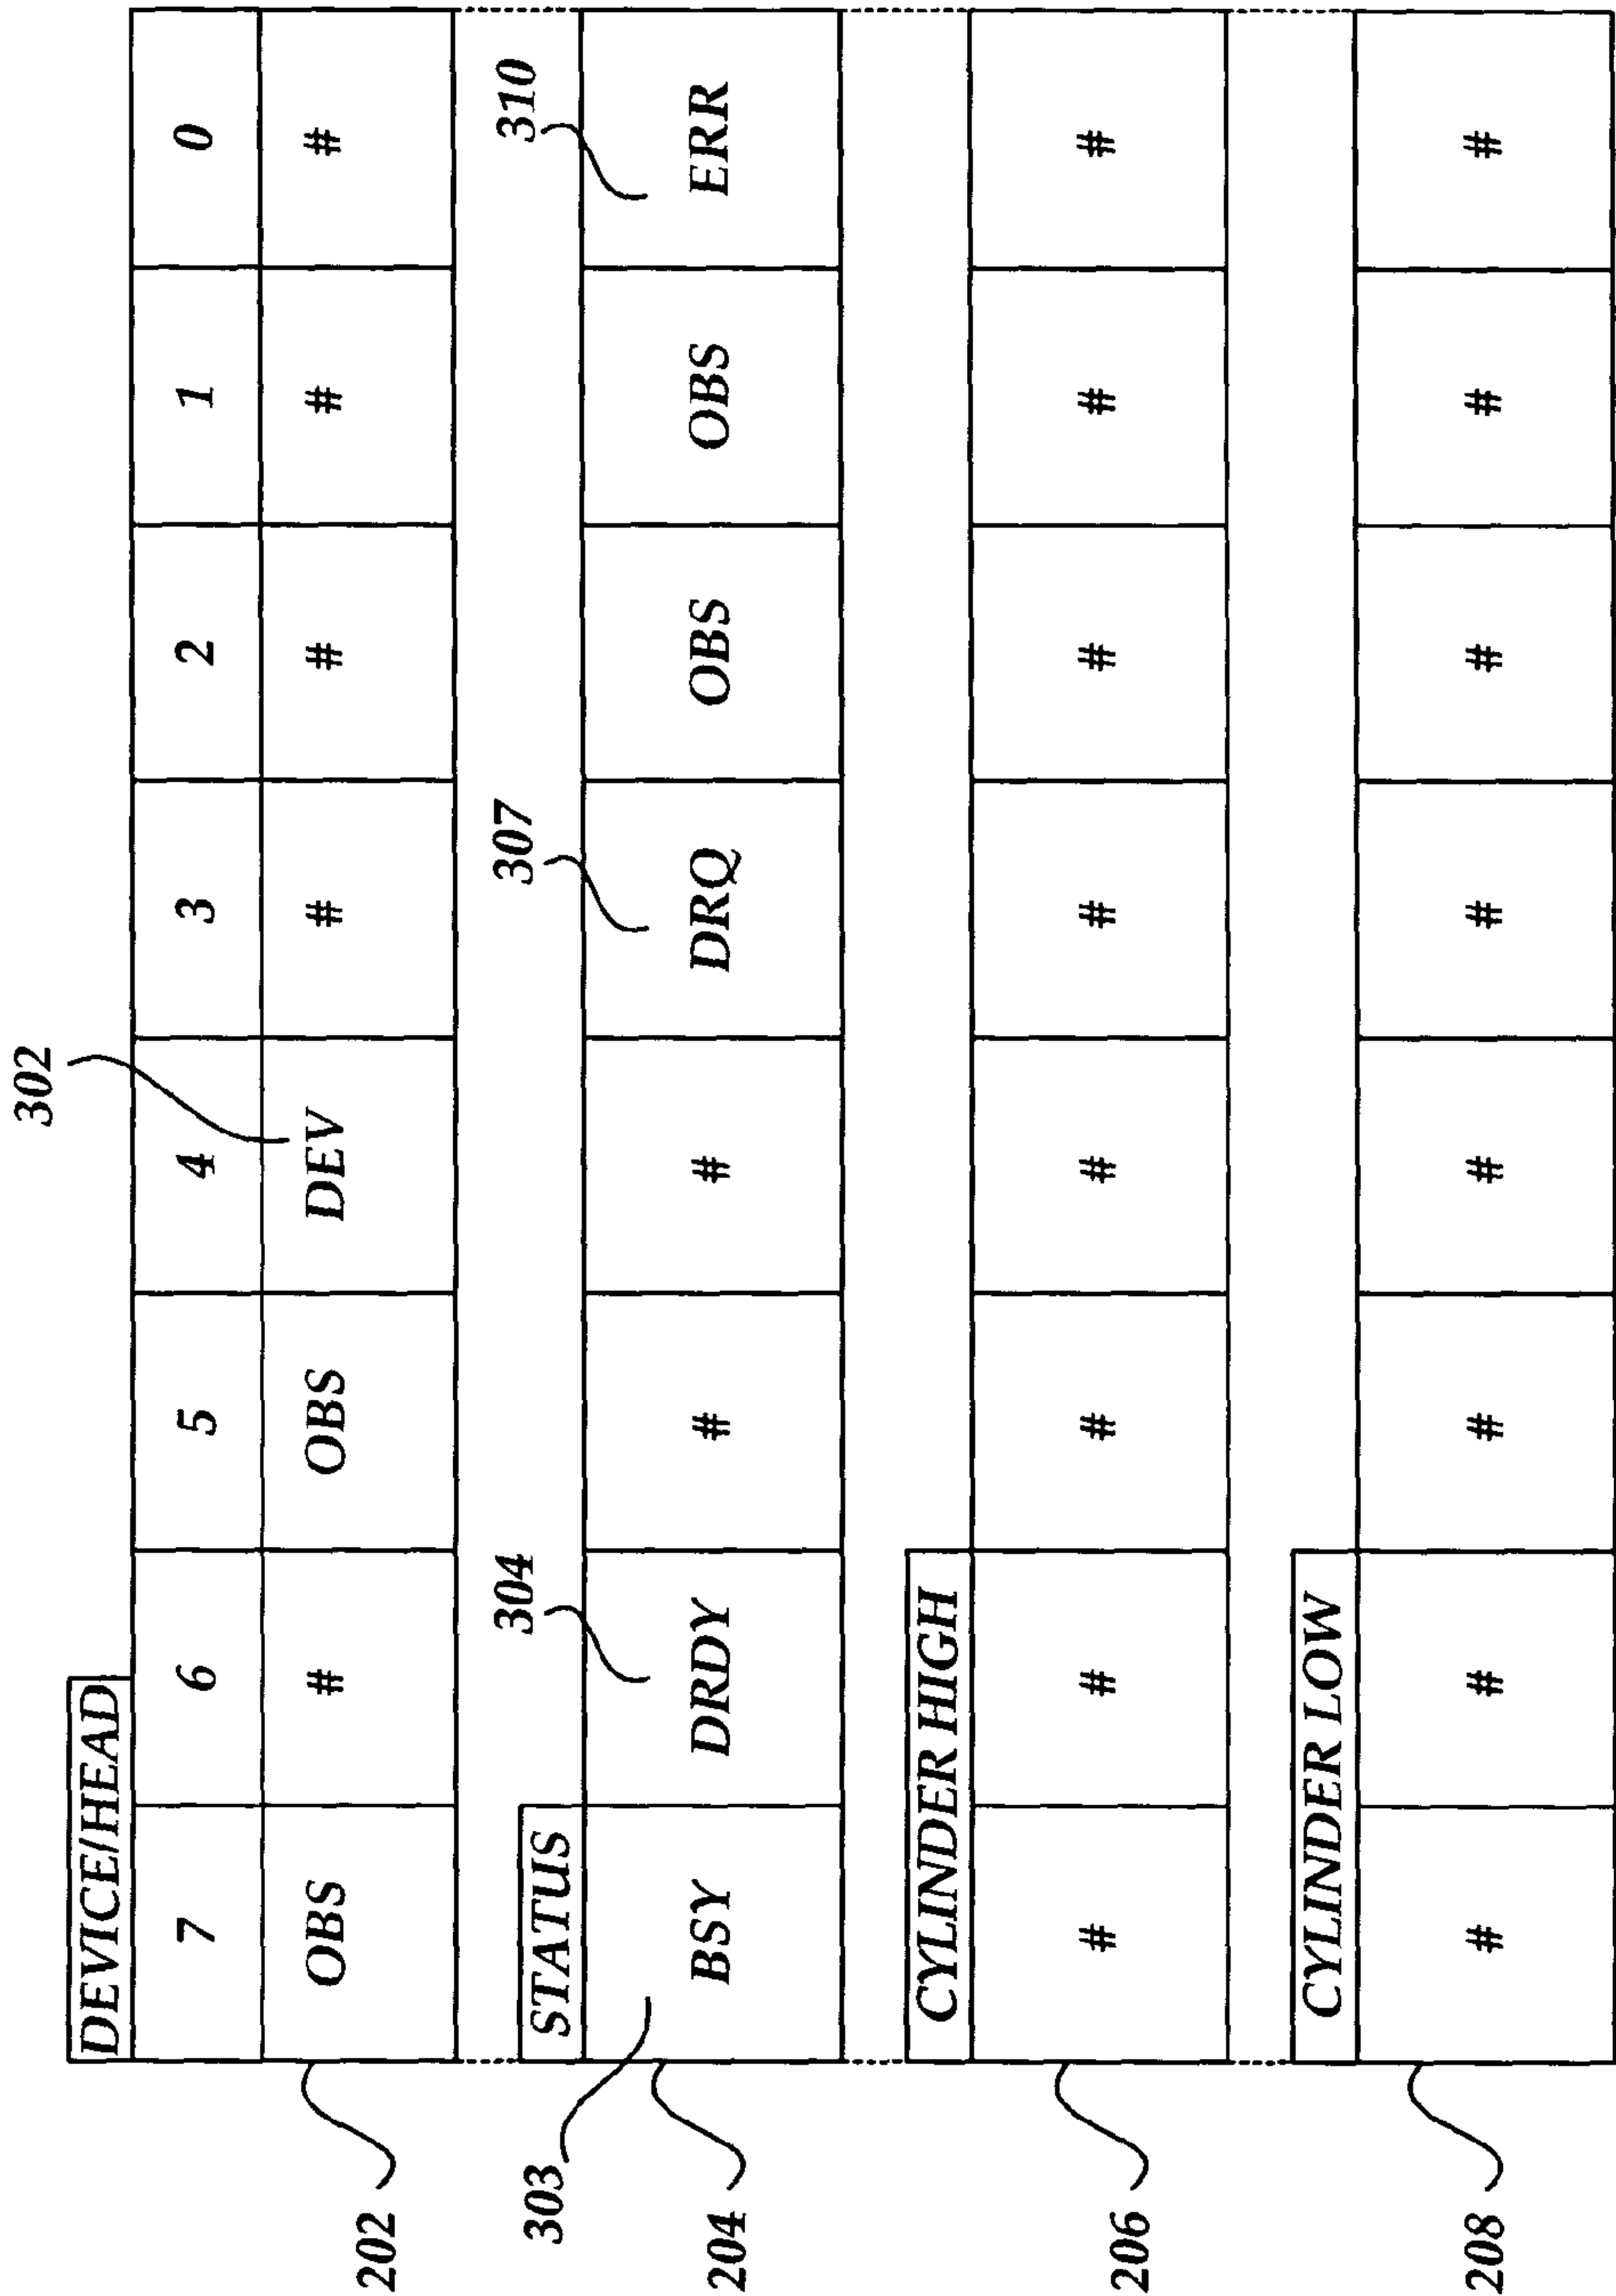 302
DEVICE/HEAD
7 6 5 4 3 2 1 0
202 OBS # OBS DEV # # # #
303 304 307 310
STATUS
204 BSY DRDY # # DRQ OBS OBS ERR
CYLINDER HIGH
206 # # # # # # # #
CYLINDER LOW
208 # # # # # # # #